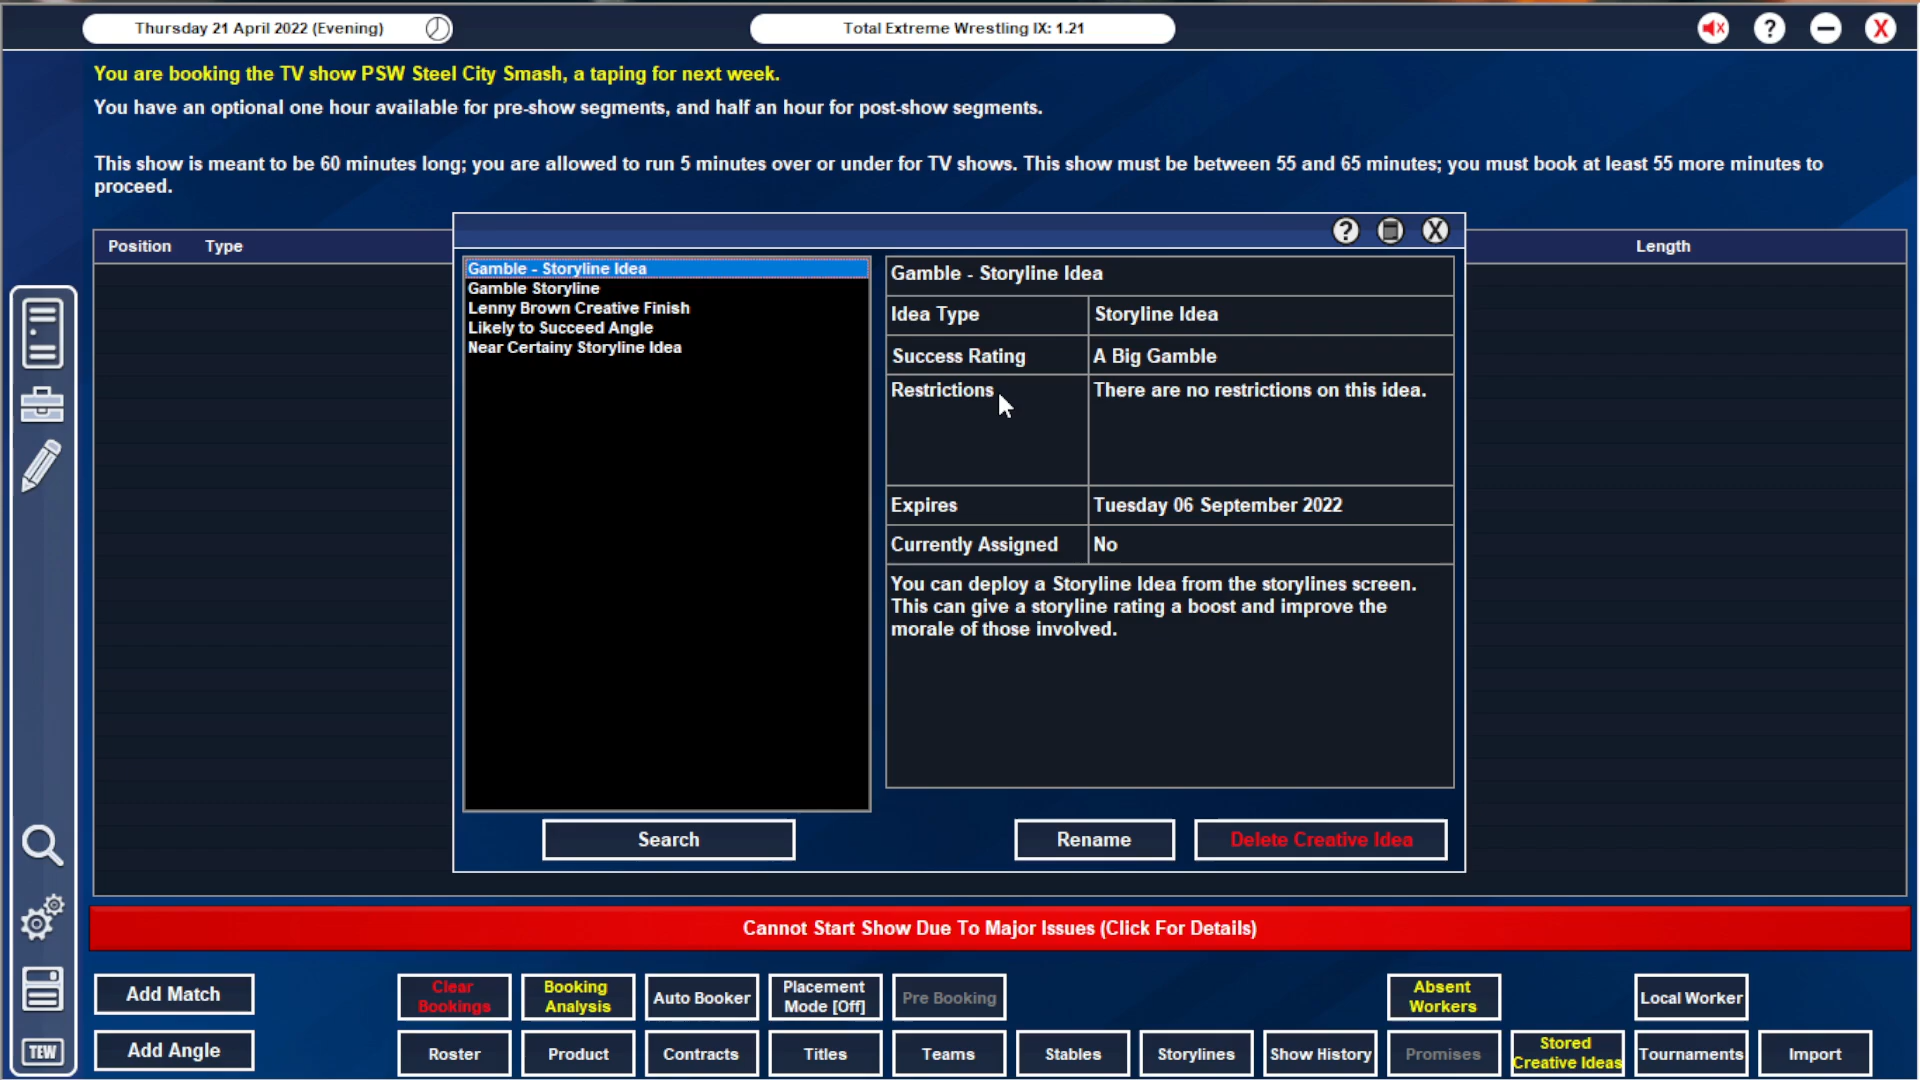 Thursday 21 April 2022 (Evening)
Total Extreme Wrestling IX: 1.21
?
X
You are booking the TV show PSW Steel City Smash, a taping for next week.
You have an optional one hour available for pre-show segments, and half an hour for post-show segments.
This show is meant to be 60 minutes long; you are allowed to run 5 minutes over or under for TV shows. This show must be between 55 and 65 minutes; you must book at least 55 more minutes to
proceed.
Position Type
Length
? X
Gamble - Storyline Idea
Gamble Storyline
Lenny Brown Creative Finish
Likely to Succeed Angle
Near Certainy Storyline Idea
Gamble - Storyline Idea
Idea Type Storyline Idea
Success Rating A Big Gamble
Restrictions There are no restrictions on this idea.
Expires Tuesday 06 September 2022
Currently Assigned No
You can deploy a Storyline Idea from the storylines screen.
This can give a storyline rating a boost and improve the
morale of those involved.
Search
Rename
Delete Creative Idea
Cannot Start Show Due To Major Issues (Click For Details)
Add Match
Clear
Bookings
Booking
Analysis
Auto Booker
Placement
Mode [Off]
Pre Booking
Absent
Workers
Local Worker
TEW
Add Angle
Roster
Product
Contracts
Titles
Teams
Stables
Storylines
Show History
Promises
Stored
Creative Ideas
Tournaments
Import